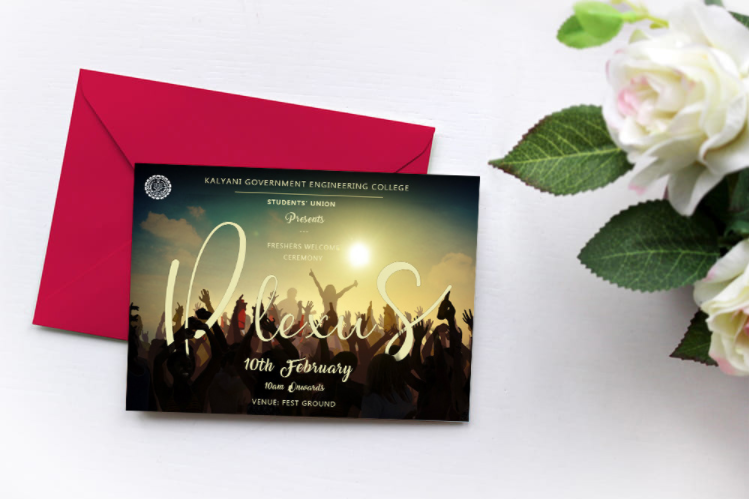 KALYANI GOVERNMENT ENGINEERING COLLEGE
STUDENTS' UNION
Presents
FRESHERS WELCOME
CEREMONY
PlexuS
10th February
10am Onwards
VENUE: FEST GROUND